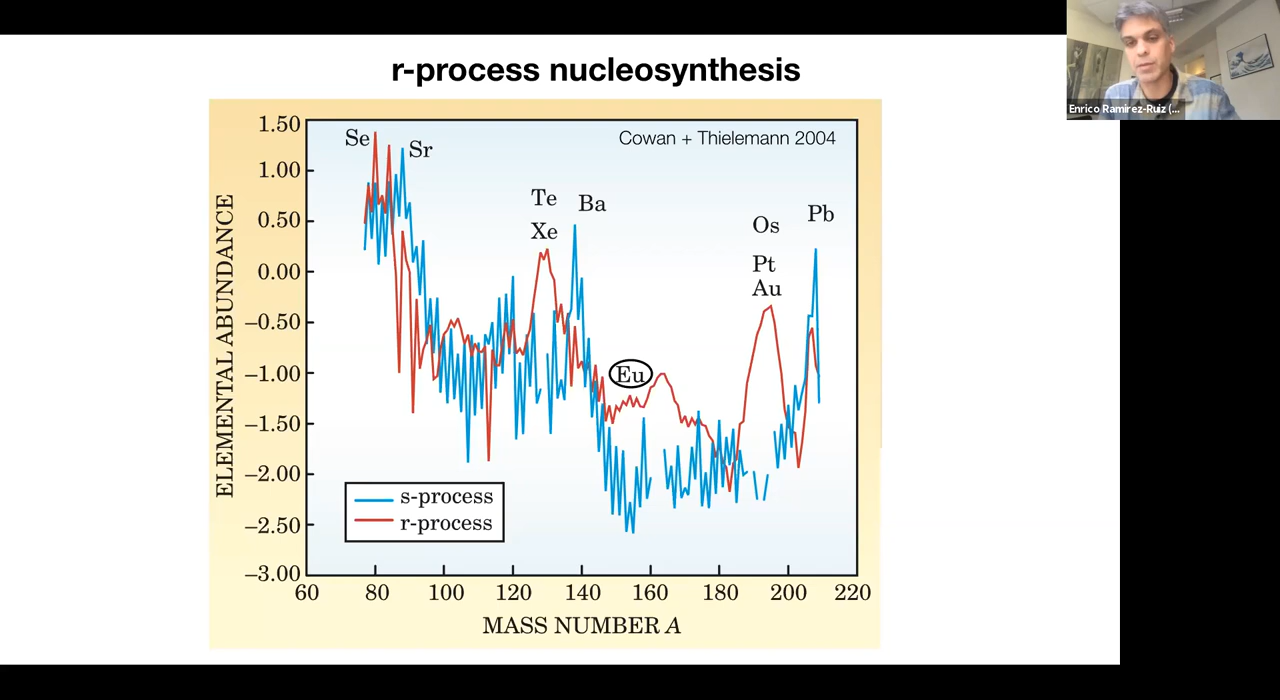 r-process nucleosynthesis
Enrico Ramirez-Ruiz (...
Cowan + Thielemann 2004
ELEMENTAL ABUNDANCE
1.50
1.00
0.50
0.00
−0.50
−1.00
−1.50
−2.00
−2.50
−3.00
Se
Sr
Te
Xe
Ba
Eu
Os
Pt
Au
Pb
s-process
r-process
60 80 100 120 140 160 180 200 220
MASS NUMBER A